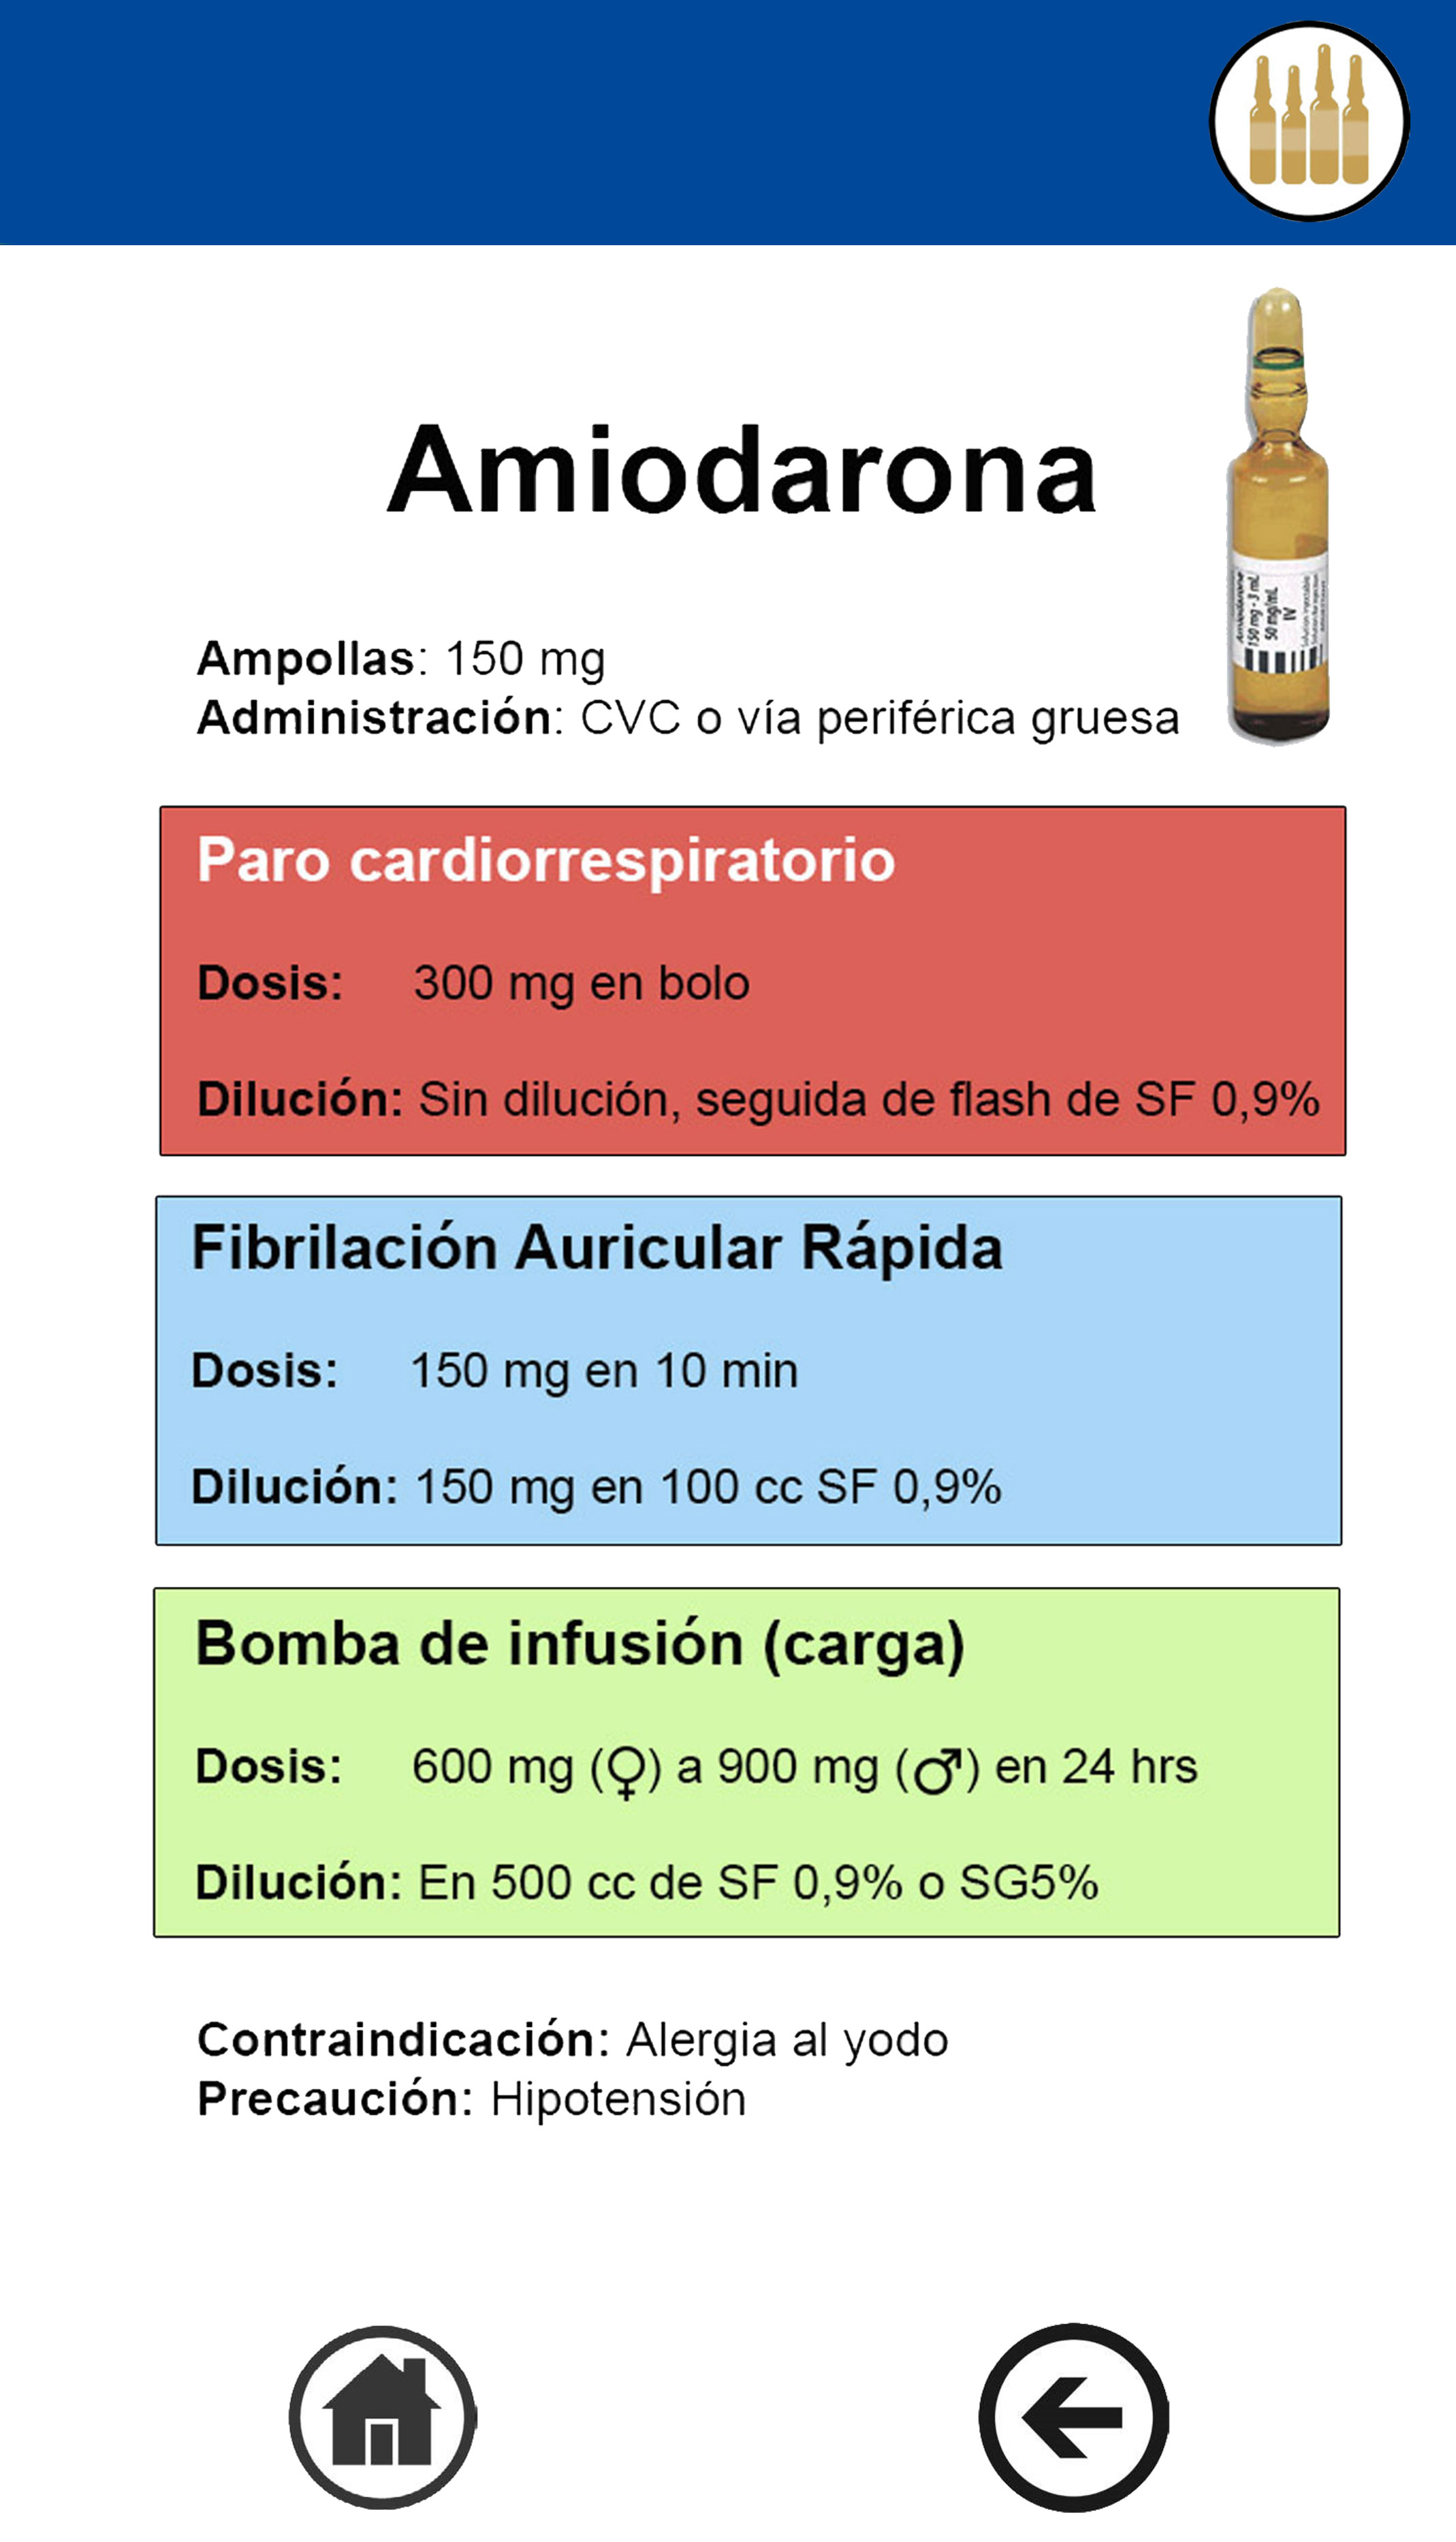 Amiodarona
Amiodarone
150 mg - 3 mL
50 mg/mL
IV
Ampollas: 150 mg
Administración: CVC o vía periférica gruesa
Paro cardiorrespiratorio
Dosis: 300 mg en bolo
Dilución: Sin dilución, seguida de flash de SF 0,9%
Fibrilación Auricular Rápida
Dosis: 150 mg en 10 min
Dilución: 150 mg en 100 cc SF 0,9%
Bomba de infusión (carga)
Dosis: 600 mg (♀) a 900 mg (♂) en 24 hrs
Dilución: En 500 cc de SF 0,9% o SG5%
Contraindicación: Alergia al yodo
Precaución: Hipotensión